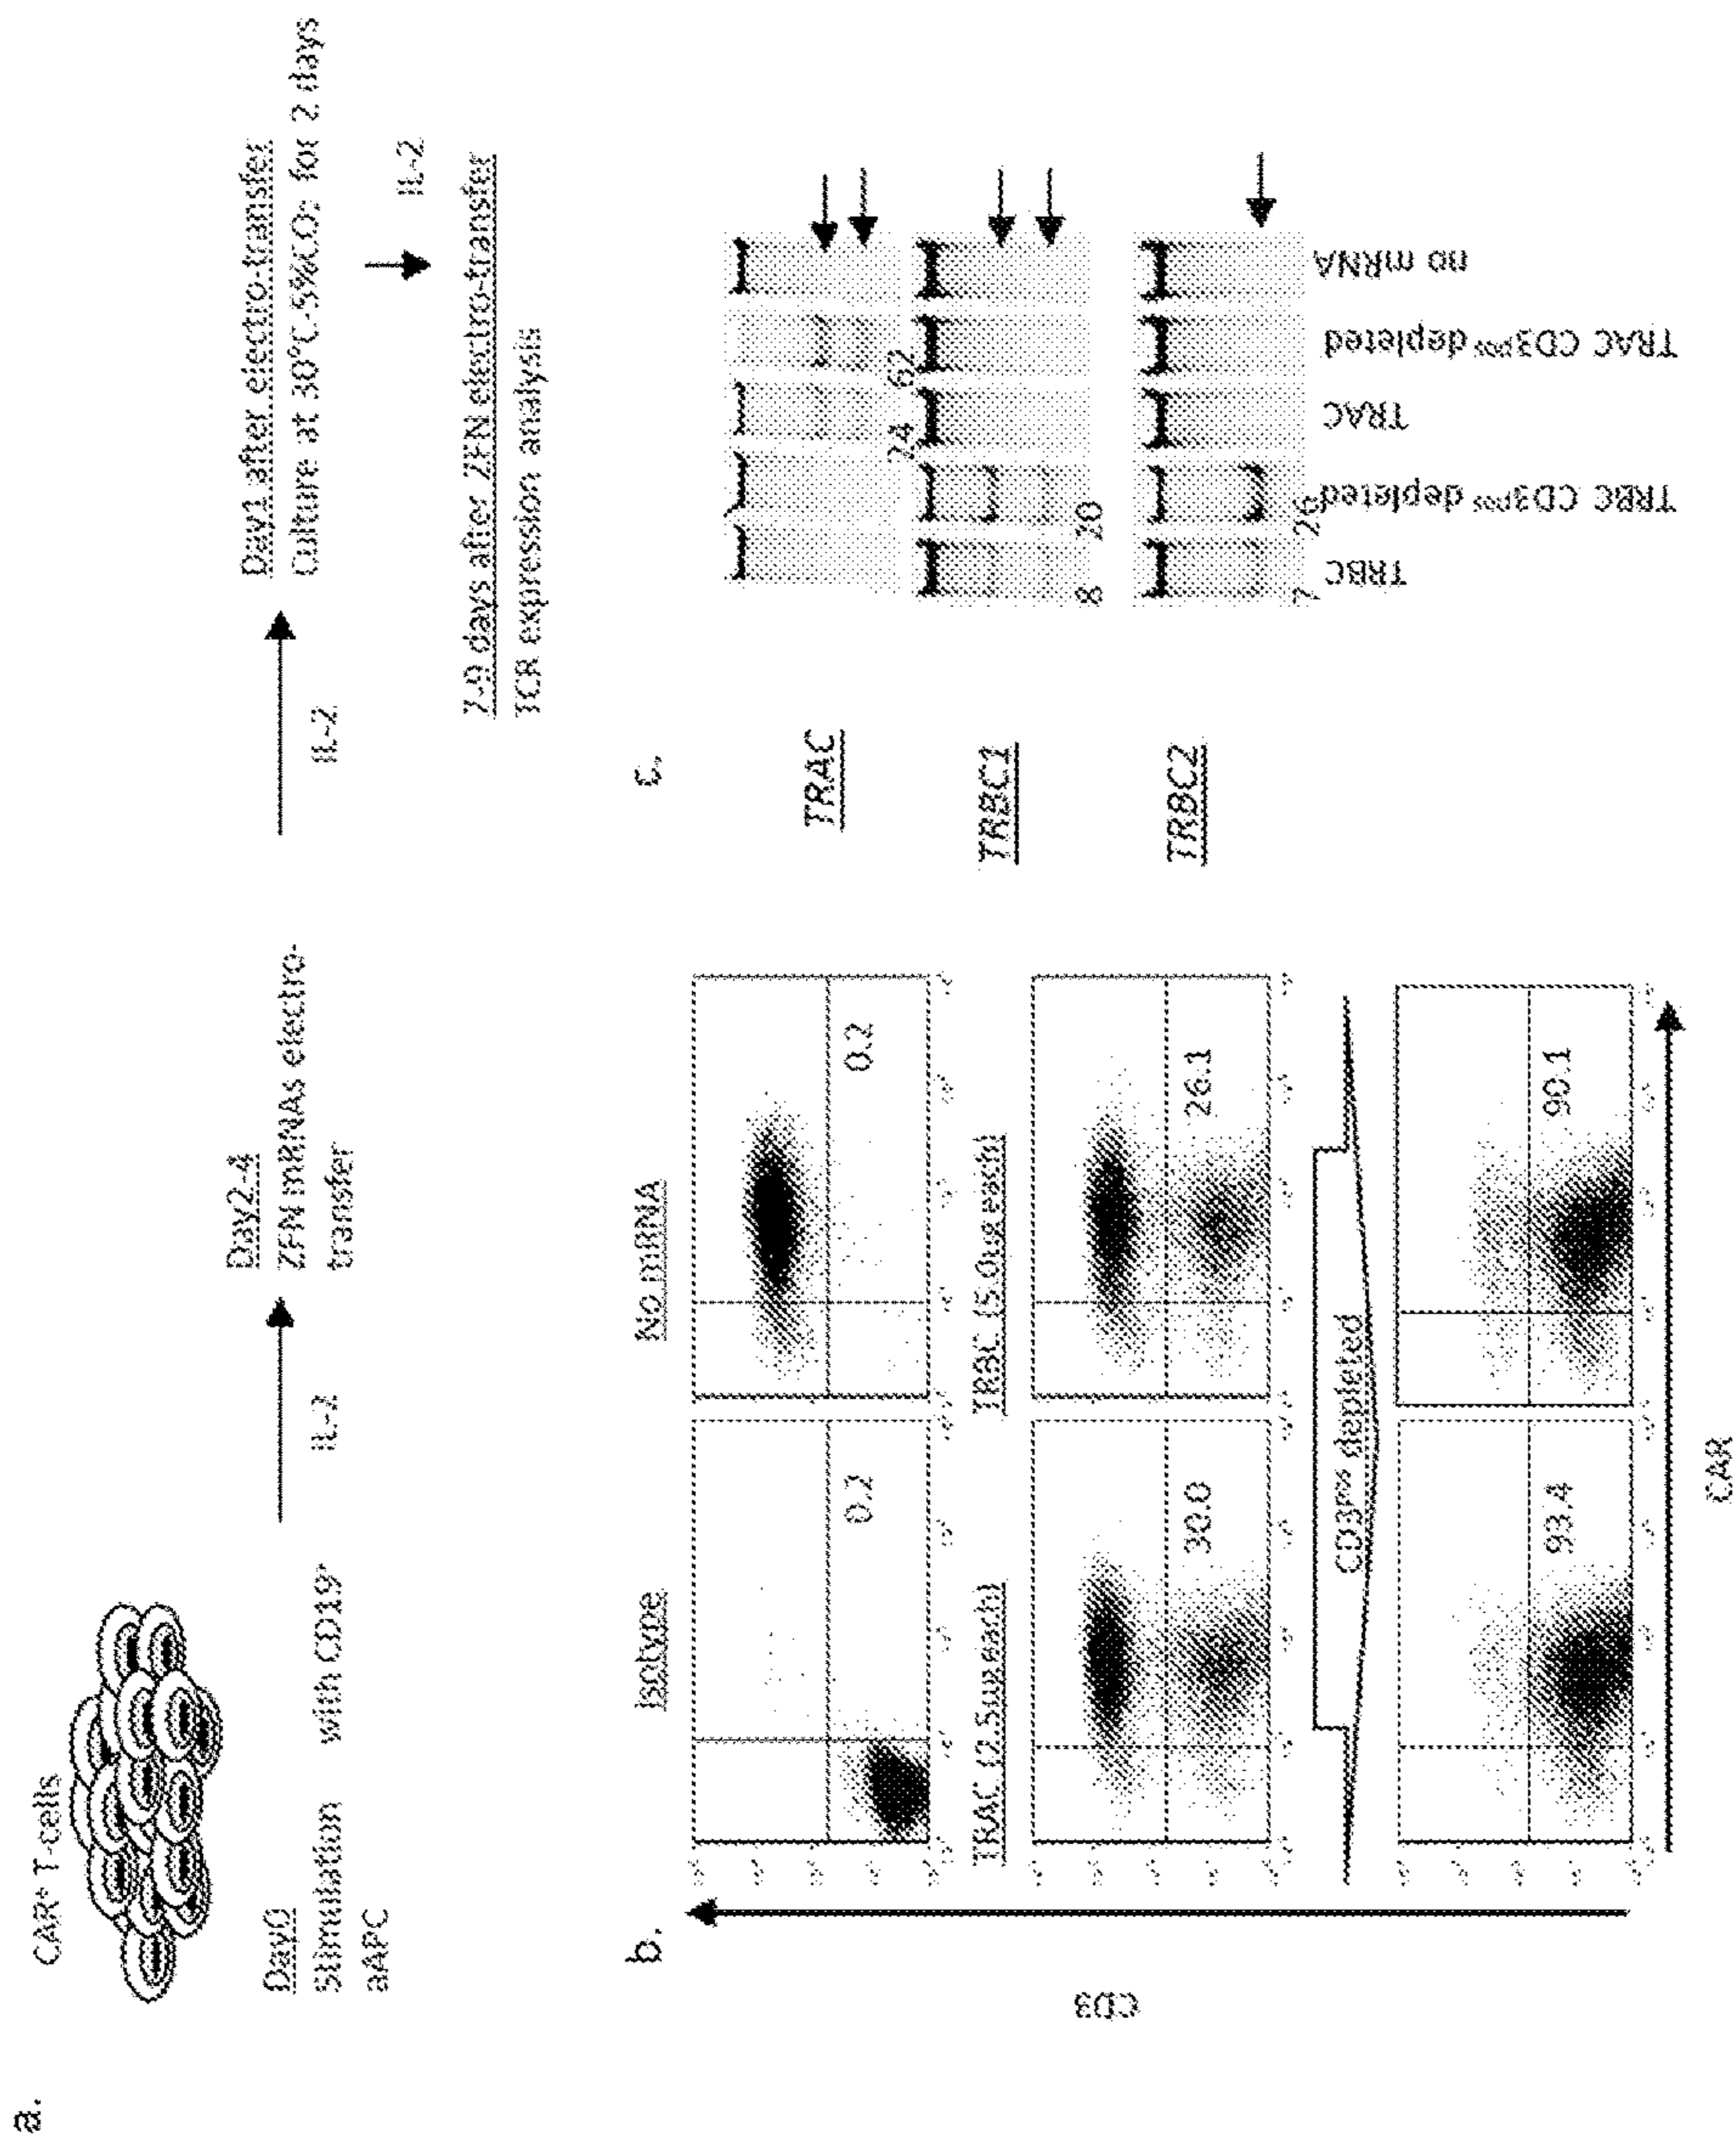 a.
CAR⁺ T-cells
Day0
Stimulation with CD19⁺
aAPC
IL-2
Day2-4
ZFN mRNAs electro-
transfer
IL-2
Day1 after electro-transfer
Culture at 30°C-5%CO₂ for 2 days
IL-2
7-9 days after ZFN electro-transfer
TCR expression analysis
b.
CD3
Isotype
No mRNA
0.2
0.2
TRAC (2.5ug each)
TRBC (5.0ug each)
30.0
26.1
CD3ᵖᵒˢ depleted
93.4
90.1
CAR
c.
TRAC
24
62
TRBC1
8
20
TRBC2
7
26
TRBC
TRBC CD3ᵖᵒˢ depleted
TRAC
TRAC CD3ᵖᵒˢ depleted
no mRNA